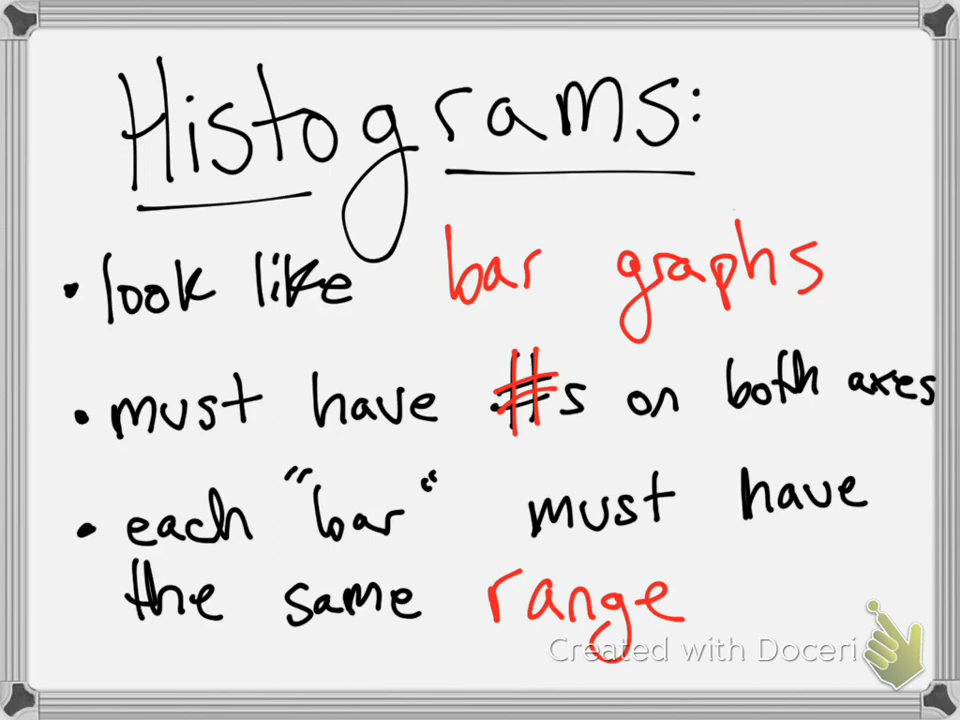 Histograms:
• look like bar graphs
• must have #s on both axes
• each "bar" must have
the same range
Created with Doceri